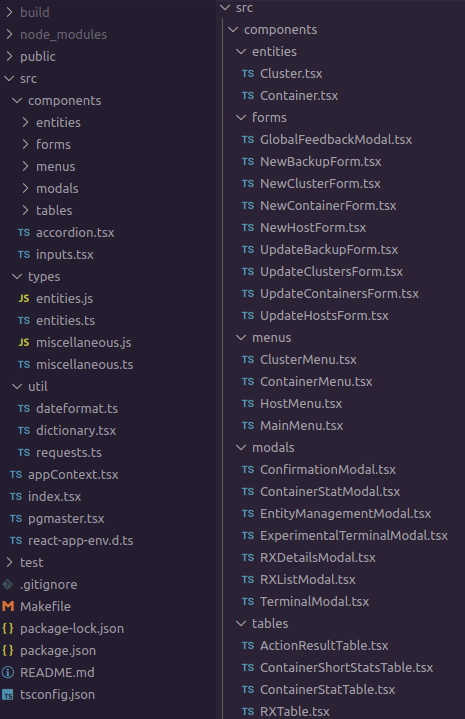 build
node_modules
public
src
components
entities
forms
menus
modals
tables
TS accordion.tsx
TS inputs.tsx
types
JS entities.js
TS entities.ts
JS miscellaneous.js
TS miscellaneous.ts
util
TS dateformat.ts
TS dictionary.tsx
TS requests.ts
TS appContext.tsx
TS index.tsx
TS pgmaster.tsx
TS react-app-env.d.ts
test
.gitignore
M Makefile
{} package-lock.json
{} package.json
README.md
TS tsconfig.json
src
components
entities
TS Cluster.tsx
TS Container.tsx
forms
TS GlobalFeedbackModal.tsx
TS NewBackupForm.tsx
TS NewClusterForm.tsx
TS NewContainerForm.tsx
TS NewHostForm.tsx
TS UpdateBackupForm.tsx
TS UpdateClustersForm.tsx
TS UpdateContainersForm.tsx
TS UpdateHostsForm.tsx
menus
TS ClusterMenu.tsx
TS ContainerMenu.tsx
TS HostMenu.tsx
TS MainMenu.tsx
modals
TS ConfirmationModal.tsx
TS ContainerStatModal.tsx
TS EntityManagementModal.tsx
TS ExperimentalTerminalModal.tsx
TS RXDetailsModal.tsx
TS RXListModal.tsx
TS TerminalModal.tsx
tables
TS ActionResultTable.tsx
TS ContainerShortStatsTable.tsx
TS ContainerStatTable.tsx
TS RXTable.tsx